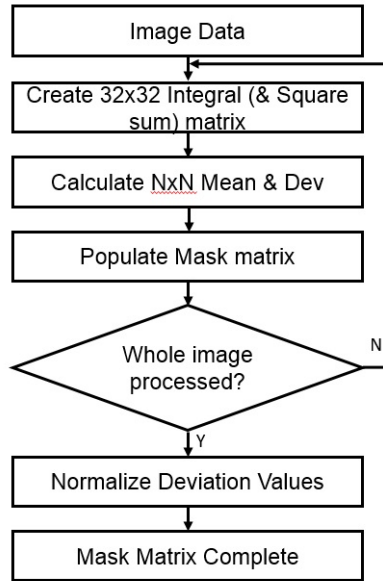 Image Data
Create 32x32 Integral (& Square
sum) matrix
Calculate NxN Mean & Dev
Populate Mask matrix
Whole image
processed?
N
Y
Normalize Deviation Values
Mask Matrix Complete